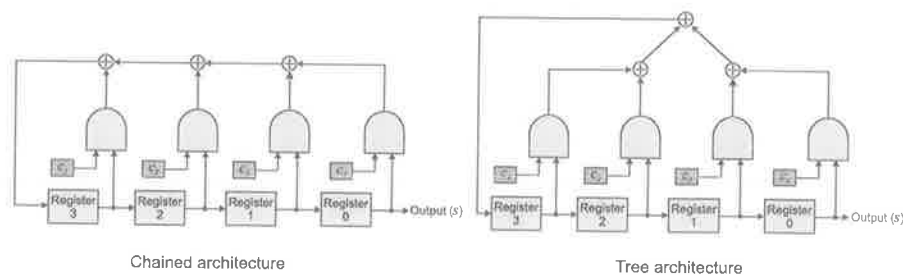 Register 3
Register 2
Register 1
Register 0
Output (s)
Chained architecture
Register 3
Register 2
Register 1
Register 0
Output (s)
Tree architecture